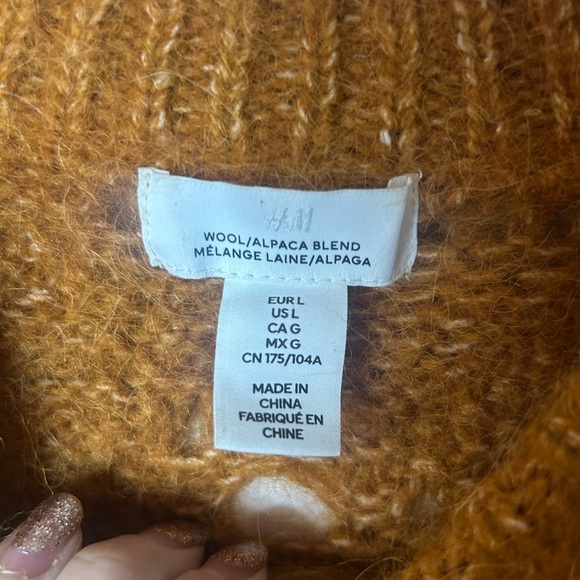 H&M
WOOL/ALPACA BLEND
MÉLANGE LAINE/ALPAGA
EUR L
US L
CA G
MX G
CN 175/104A
MADE IN
CHINA
FABRIQUÉ EN
CHINE